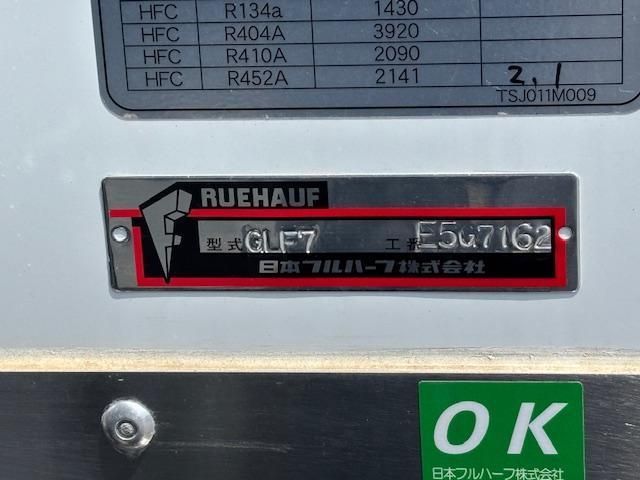 HFC R134a 1430
HFC R404A 3920
HFC R410A 2090
HFC R452A 2141 2.1
TSJ011M009
RUEHAUF
型式 GLF7 工番 E5G7162
日本フルハーフ株式会社
OK
日本フルハーフ株式会社